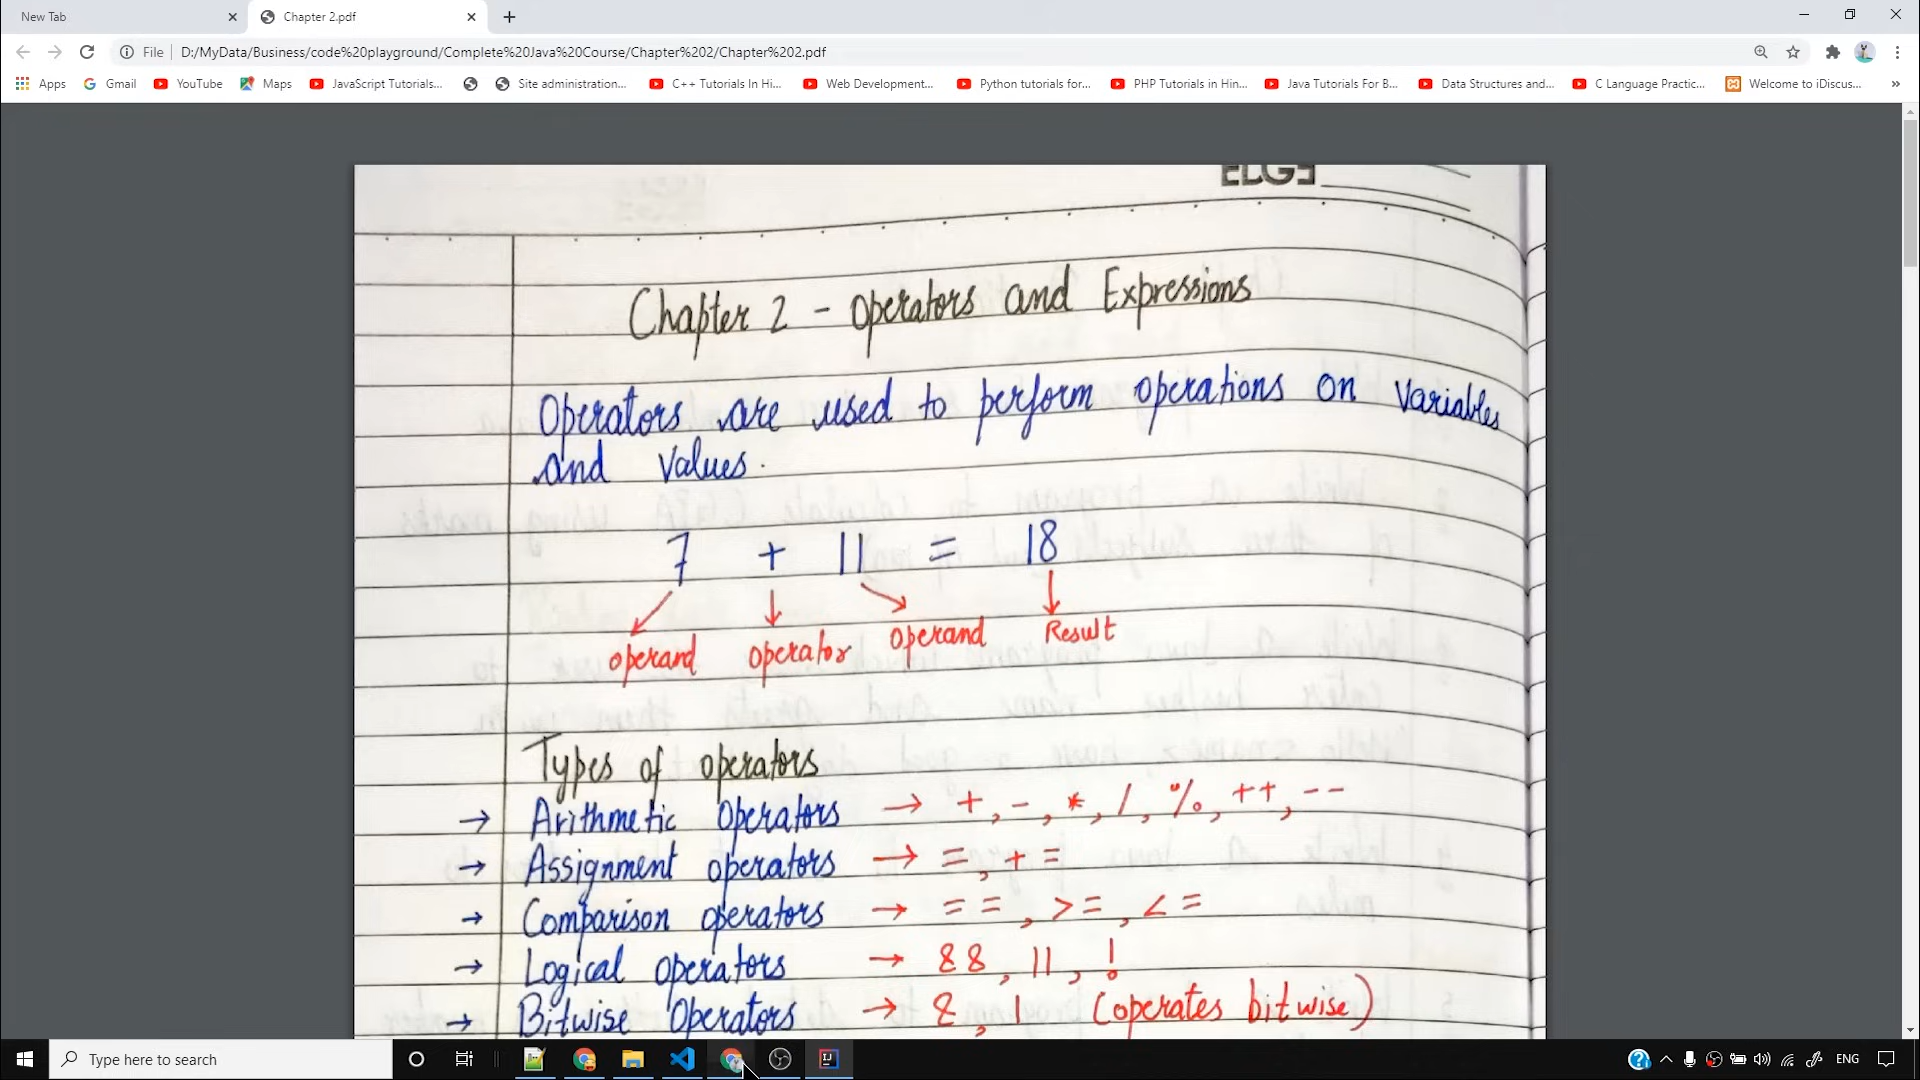 New Tab
Chapter 2.pdf
File
D:/MyData/Business/code%20playground/Complete%20Java%20Course/Chapter%202/Chapter%202.pdf
Apps
Gmail
YouTube
Maps
JavaScript Tutorials...
Site administration...
C++ Tutorials In Hi...
Web Development...
Python tutorials for...
PHP Tutorials in Hin...
Java Tutorials For B...
Data Structures and...
C Language Practic...
Welcome to iDiscus...
Chapter 2 - Operators and Expressions
Operators are used to perform operations on Variables
and values.
7 + 11 = 18
operand operator operand Result
Types of operators
→ Arithmetic Operators → +, -, *, /, %, ++, --
→ Assignment operators → =, +=
→ Comparison operators → ==, >=, <=
→ Logical operators → &&, ||, !
→ Bitwise Operators → &, | (operates bitwise)
Type here to search
ENG